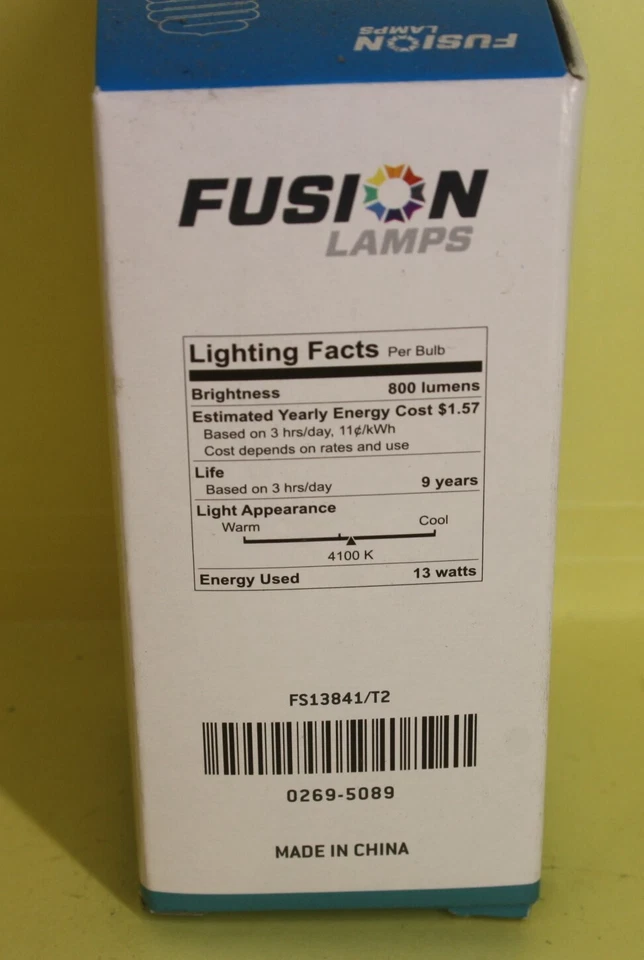 FUSION
LAMPS
FUSION
LAMPS
Lighting Facts Per Bulb
Brightness 800 lumens
Estimated Yearly Energy Cost $1.57
Based on 3 hrs/day, 11¢/kWh
Cost depends on rates and use
Life
Based on 3 hrs/day 9 years
Light Appearance
Warm Cool
4100 K
Energy Used 13 watts
FS13841/T2
0269-5089
MADE IN CHINA